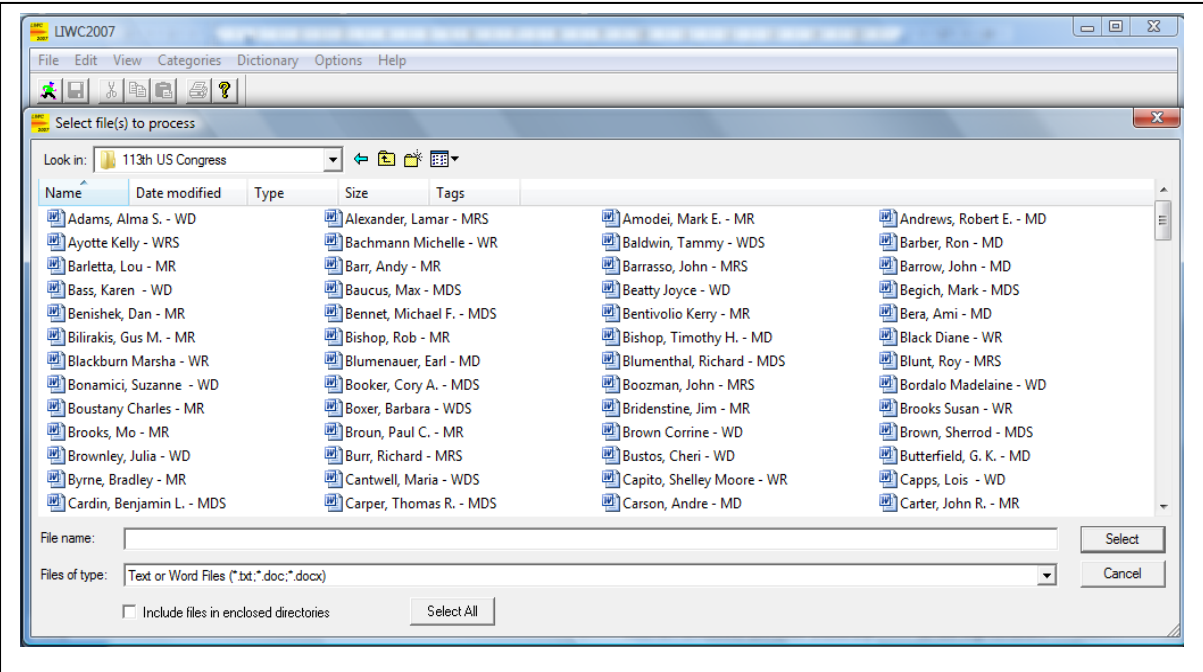 LIWC2007
File Edit View Categories Dictionary Options Help
Select file(s) to process
Look in: 113th US Congress
Name Date modified Type Size Tags
Adams, Alma S. - WD Alexander, Lamar - MRS Amodei, Mark E. - MR Andrews, Robert E. - MD
Ayotte Kelly - WRS Bachmann Michelle - WR Baldwin, Tammy - WDS Barber, Ron - MD
Barletta, Lou - MR Barr, Andy - MR Barrasso, John - MRS Barrow, John - MD
Bass, Karen - WD Baucus, Max - MDS Beatty Joyce - WD Begich, Mark - MDS
Benishek, Dan - MR Bennet, Michael F. - MDS Bentivolio Kerry - MR Bera, Ami - MD
Bilirakis, Gus M. - MR Bishop, Rob - MR Bishop, Timothy H. - MD Black Diane - WR
Blackburn Marsha - WR Blumenauer, Earl - MD Blumenthal, Richard - MDS Blunt, Roy - MRS
Bonamici, Suzanne - WD Booker, Cory A. - MDS Boozman, John - MRS Bordalo Madelaine - WD
Boustany Charles - MR Boxer, Barbara - WDS Bridenstine, Jim - MR Brooks Susan - WR
Brooks, Mo - MR Broun, Paul C. - MR Brown Corrine - WD Brown, Sherrod - MDS
Brownley, Julia - WD Burr, Richard - MRS Bustos, Cheri - WD Butterfield, G. K. - MD
Byrne, Bradley - MR Cantwell, Maria - WDS Capito, Shelley Moore - WR Capps, Lois - WD
Cardin, Benjamin L. - MDS Carper, Thomas R. - MDS Carson, Andre - MD Carter, John R. - MR
File name: Select
Files of type: Text or Word Files (*.txt;*.doc;*.docx) Cancel
Include files in enclosed directories Select All